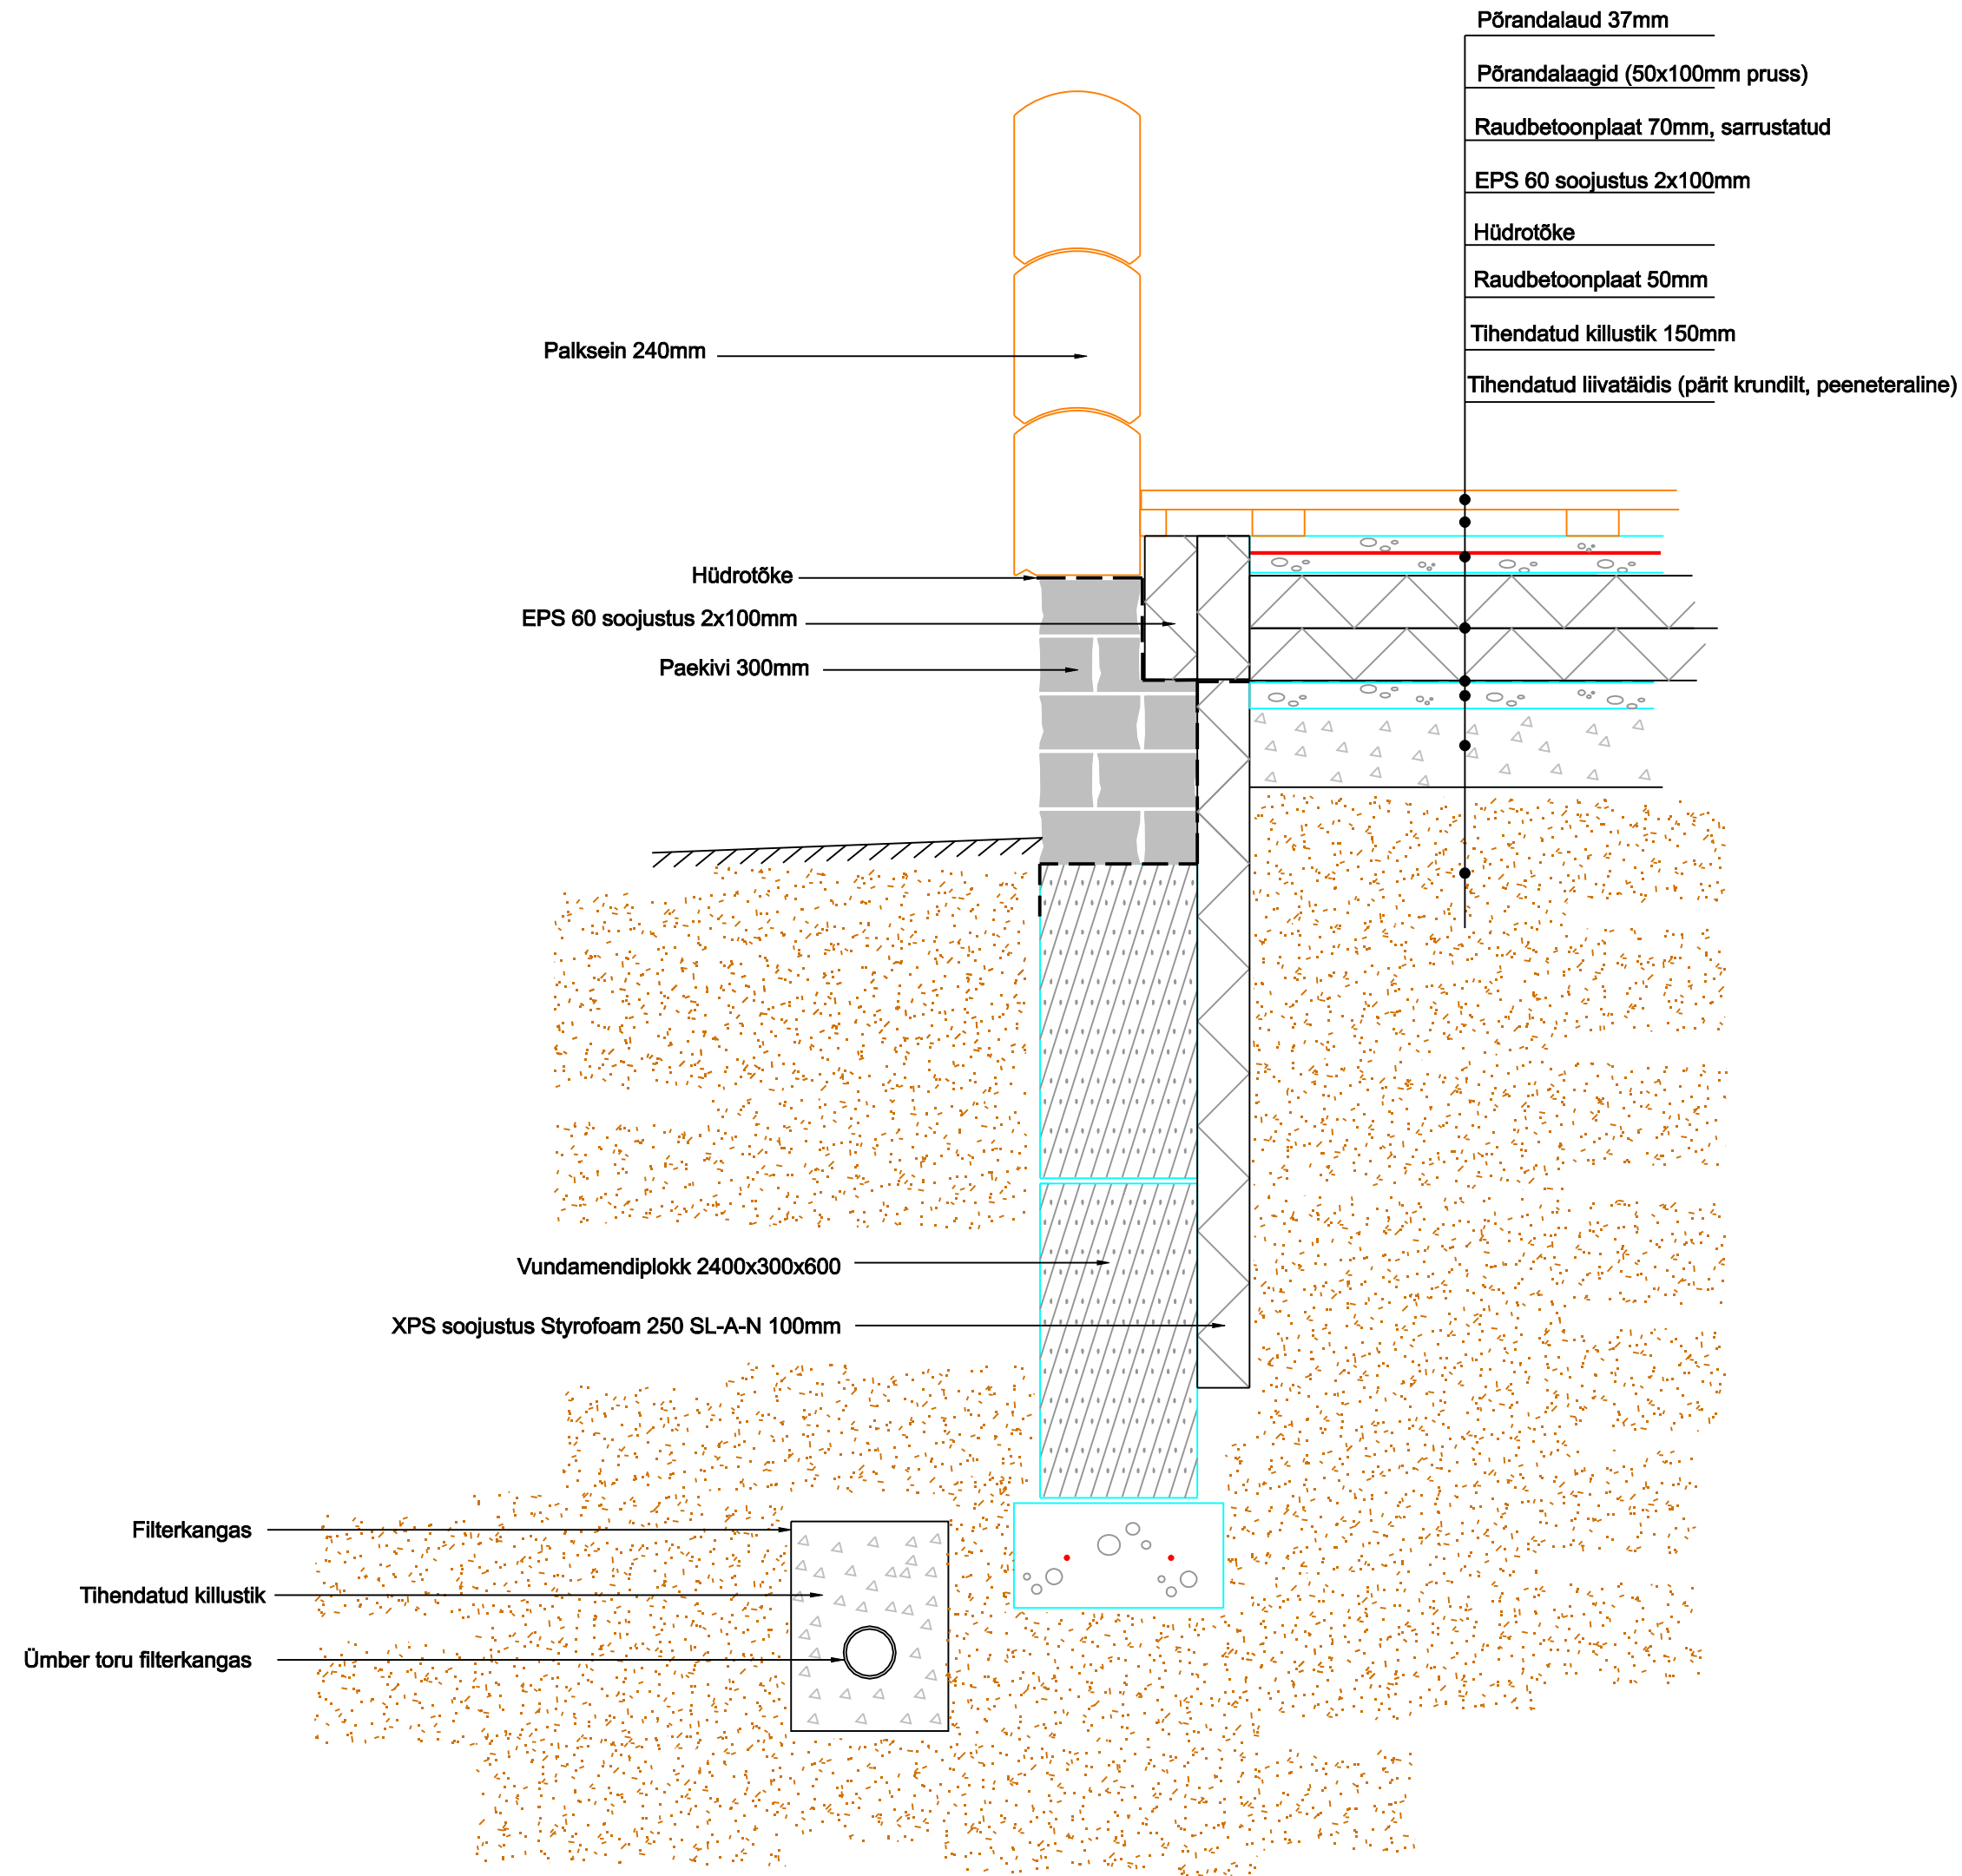 Põrandalaud 37mm
Põrandalaagid (50x100mm pruss)
Raudbetoonplaat 70mm, sarrustatud
EPS 60 soojustus 2x100mm
Hüdrotõke
Raudbetoonplaat 50mm
Tihendatud killustik 150mm
Tihendatud liivatäidis (pärit krundilt, peeneteraline)
Palksein 240mm
Hüdrotõke
EPS 60 soojustus 2x100mm
Paekivi 300mm
Vundamendiplokk 2400x300x600
XPS soojustus Styrofoam 250 SL-A-N 100mm
Filterkangas
Tihendatud killustik
Ümber toru filterkangas